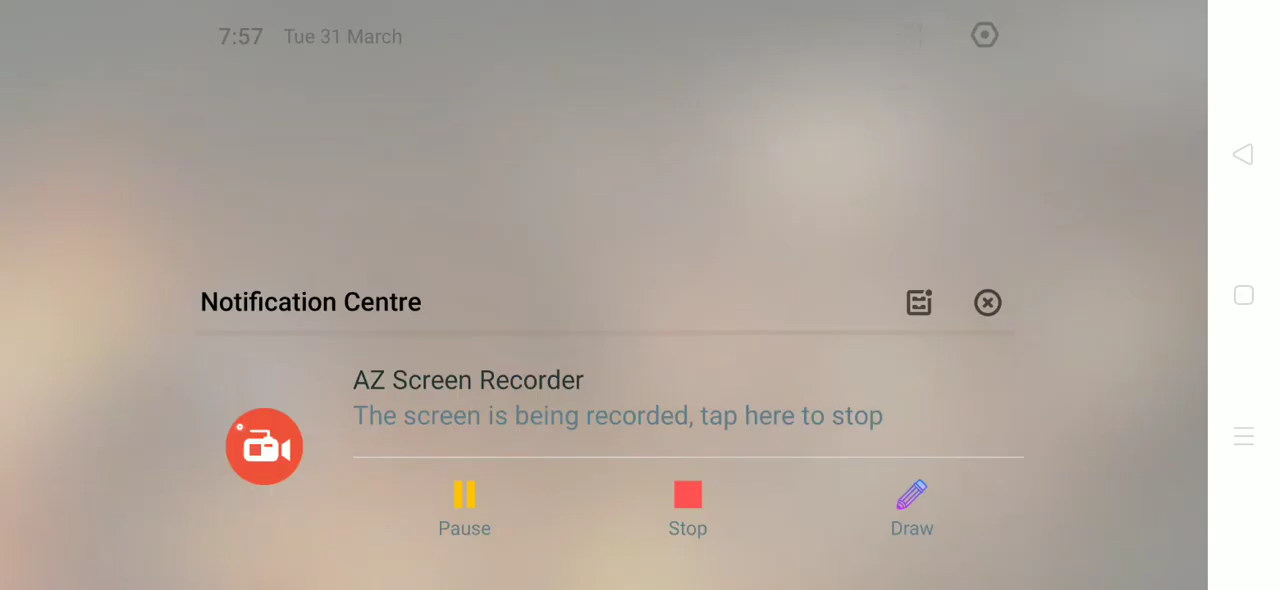 7:57 Tue 31 March
Notification Centre
AZ Screen Recorder
The screen is being recorded, tap here to stop
Pause Stop Draw